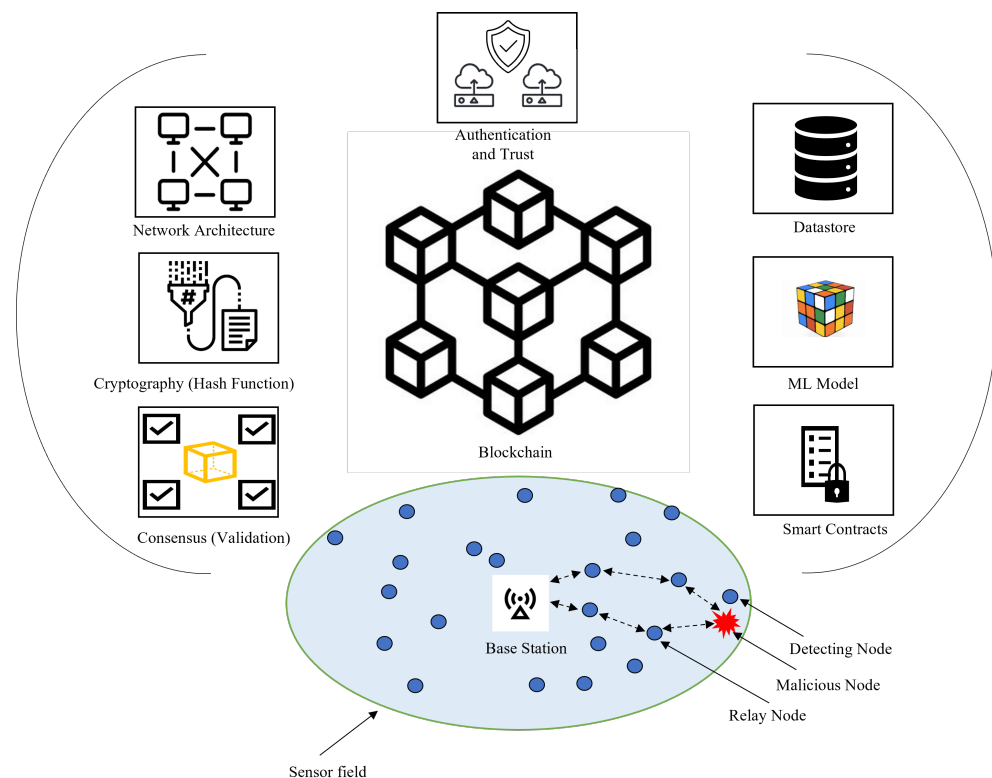 Authentication
and Trust
Network Architecture
#
Cryptography (Hash Function)
Consensus (Validation)
Blockchain
Datastore
ML Model
Smart Contracts
Base Station
Detecting Node
Malicious Node
Relay Node
Sensor field